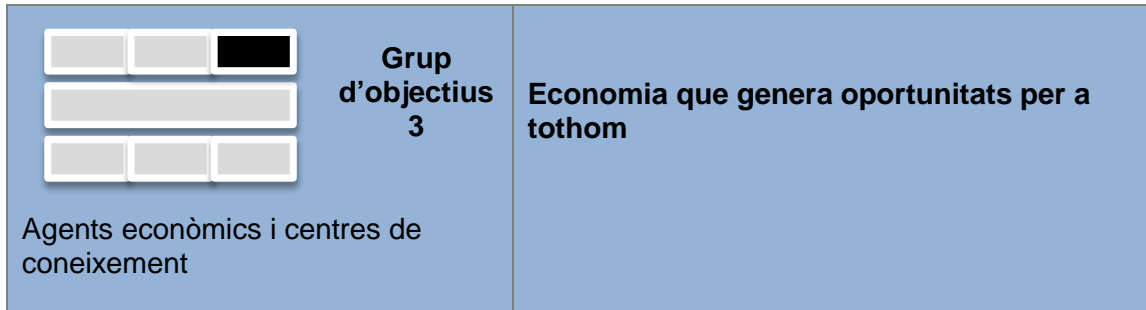 Grup
d’objectius
3
Agents econòmics i centres de
coneixement
Economia que genera oportunitats per a
tothom